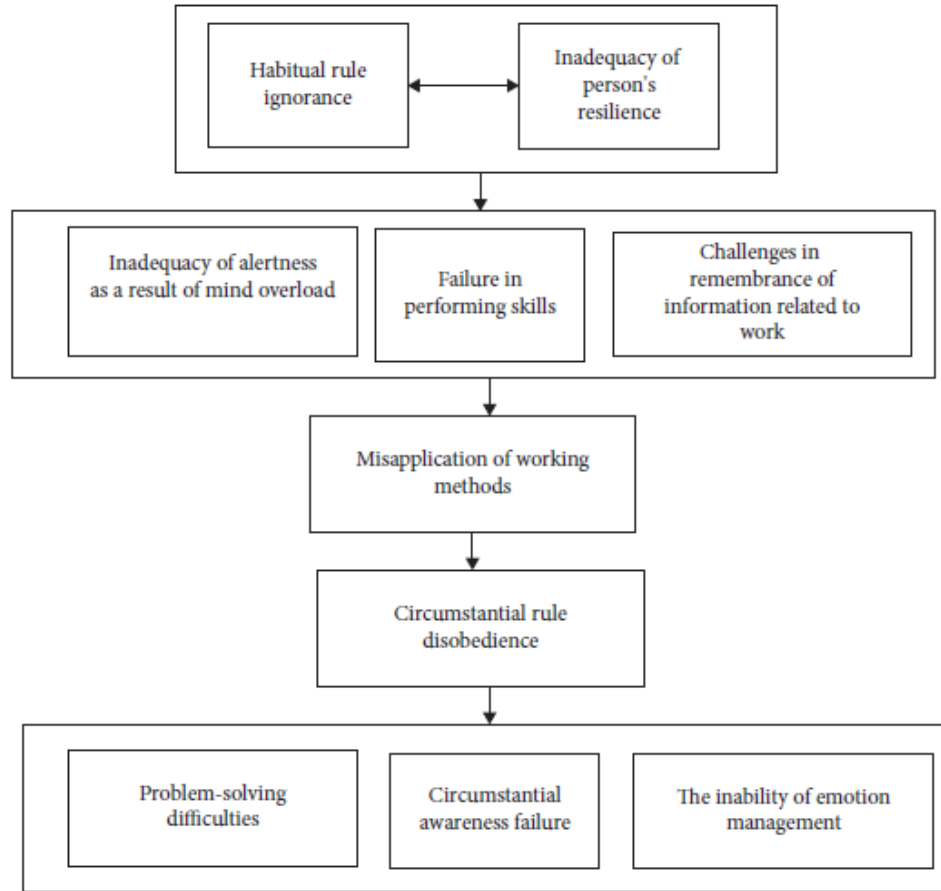 Habitual rule
ignorance
Inadequacy of
person's
resilience
Inadequacy of alertness
as a result of mind overload
Failure in
performing skills
Challenges in
remembrance of
information related to
work
Misapplication of working
methods
Circumstantial rule
disobedience
Problem-solving
difficulties
Circumstantial
awareness failure
The inability of emotion
management